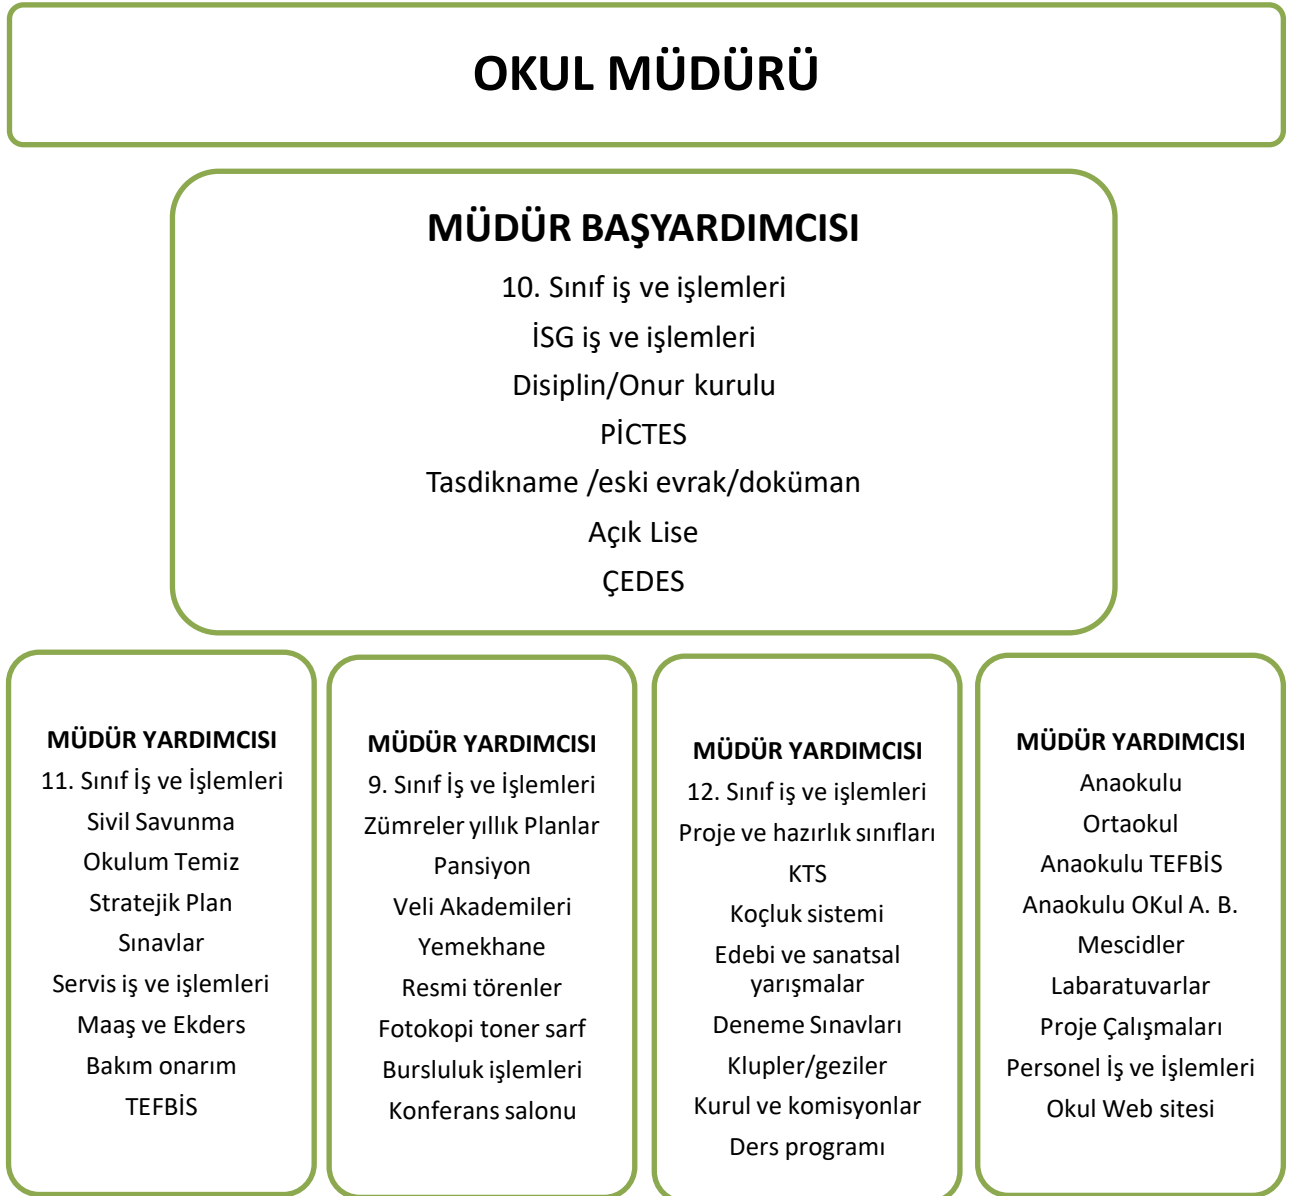 OKUL MÜDÜRÜ
MÜDÜR BAŞYARDIMCISI
10. Sınıf iş ve işlemleri
İSG iş ve işlemleri
Disiplin/Onur kurulu
PİCTES
Tasdikname /eski evrak/doküman
Açık Lise
ÇEDES
MÜDÜR YARDIMCISI
11. Sınıf İş ve İşlemleri
Sivil Savunma
Okulum Temiz
Stratejik Plan
Sınavlar
Servis iş ve işlemleri
Maaş ve Ekders
Bakım onarım
TEFBİS
MÜDÜR YARDIMCISI
9. Sınıf İş ve İşlemleri
Zümreler yıllık Planlar
Pansiyon
Veli Akademileri
Yemekhane
Resmi törenler
Fotokopi toner sarf
Bursluluk işlemleri
Konferans salonu
MÜDÜR YARDIMCISI
12. Sınıf iş ve işlemleri
Proje ve hazırlık sınıfları
KTS
Koçluk sistemi
Edebi ve sanatsal
yarışmalar
Deneme Sınavları
Klupler/geziler
Kurul ve komisyonlar
Ders programı
MÜDÜR YARDIMCISI
Anaokulu
Ortaokul
Anaokulu TEFBİS
Anaokulu OKul A. B.
Mescidler
Labaratuvarlar
Proje Çalışmaları
Personel İş ve İşlemleri
Okul Web sitesi